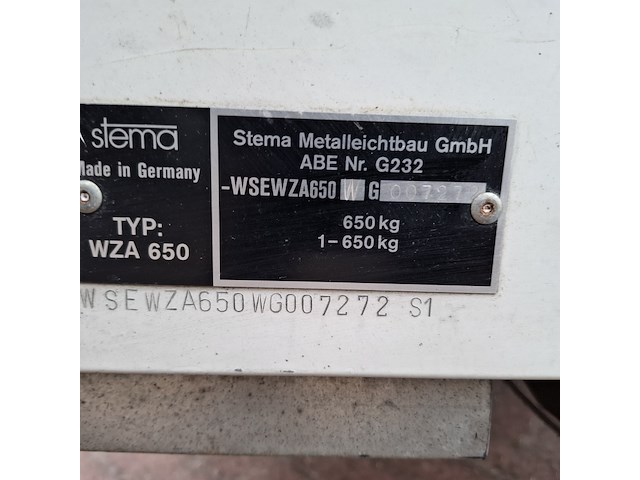 stema
Made in Germany
TYP:
WZA 650
Stema Metalleichtbau GmbH
ABE Nr. G232
-WSEWZA650 W G 007272
650 kg
1-650 kg
WSEWZA650WG007272 S1